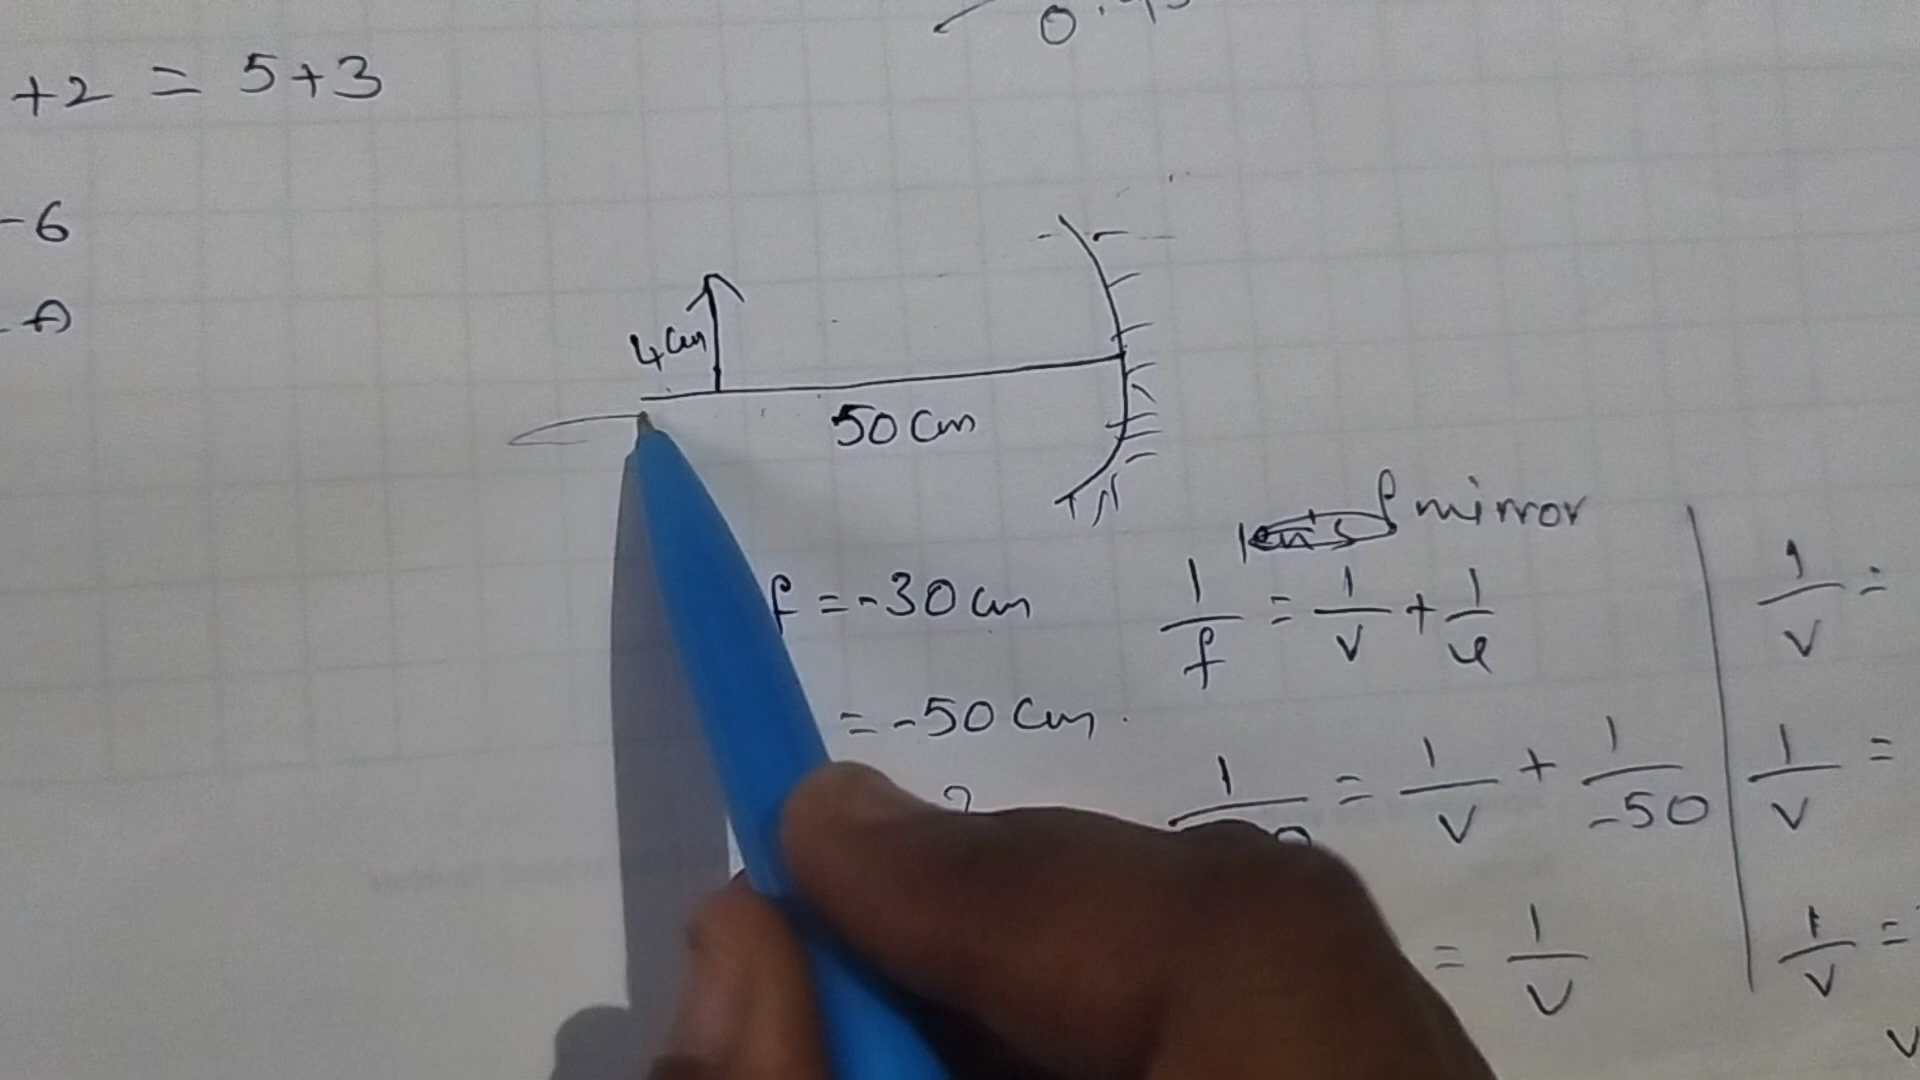 +2 = 5+3
-6
4cm
50 cm
mirror
f = -30 cm
1/f = 1/v + 1/u
1/v =
= -50 cm.
= 1/v + 1/-50
1/v =
?
= 1/v
1/v =
v